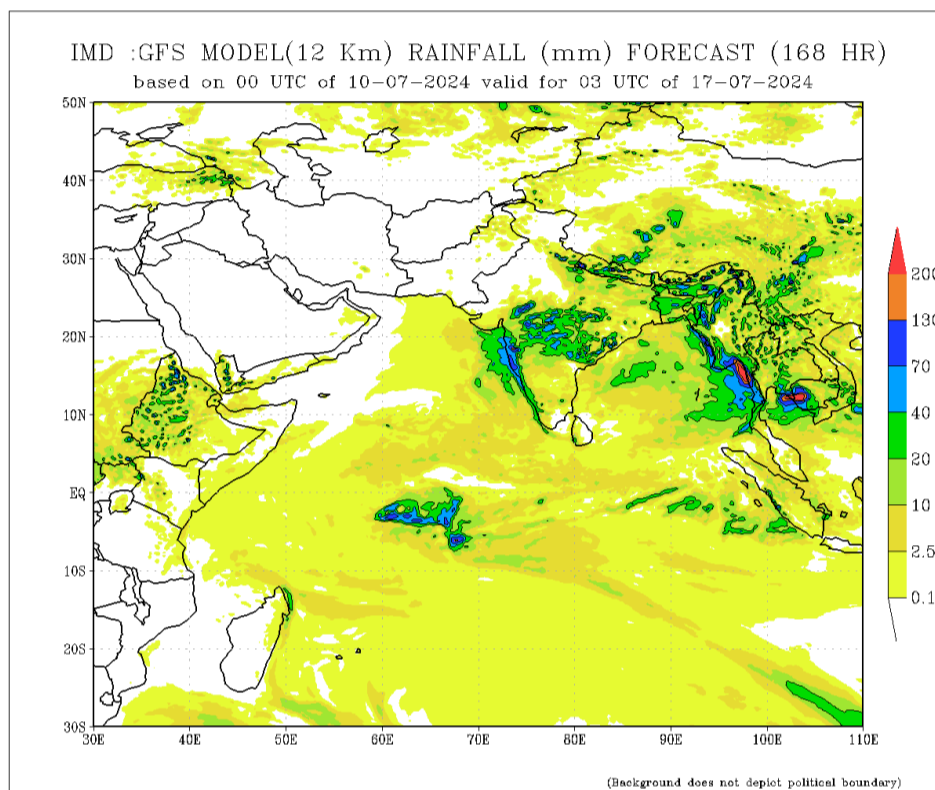 IMD :GFS MODEL(12 Km) RAINFALL (mm) FORECAST (168 HR)
based on 00 UTC of 10-07-2024 valid for 03 UTC of 17-07-2024
50N
40N
30N
20N
10N
EQ
10S
20S
30S
30E 40E 50E 60E 70E 80E 90E 100E 110E
200
130
70
40
20
10
2.5
0.1
(Background does not depict political boundary)